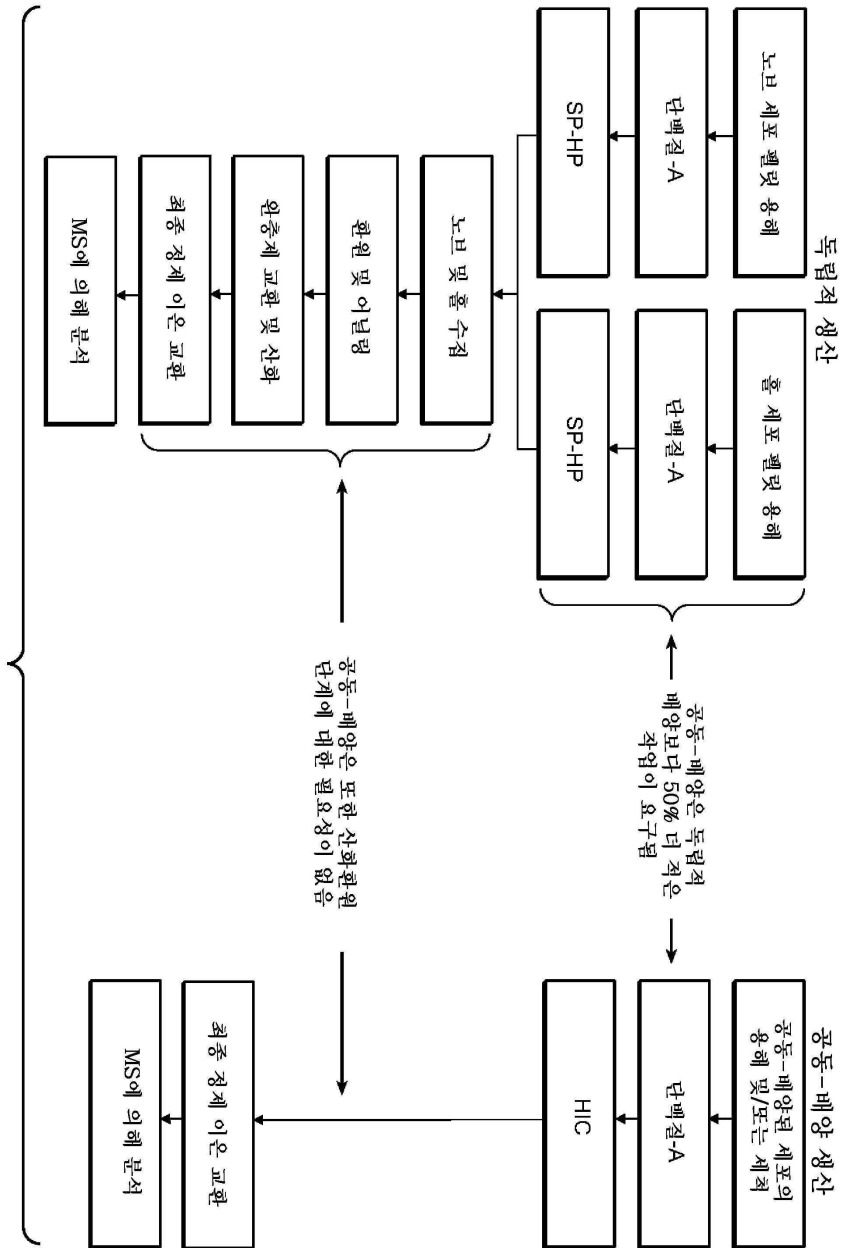 독립적 생산
노브 세포 펠릿 용해
단백질-A
SP-HP
홀 세포 펠릿 용해
단백질-A
SP-HP
노브 및 홀 수집
환원 및 어닐링
완충제 교환 및 산화
최종 정제 이온 교환
MS에 의해 분석
공동-배양은 독립적
배양보다 50% 더 적은
작업이 요구됨
공동-배양은 또한 산화환원
단계에 대한 필요성이 없음
공동-배양 생산
공동-배양된 세포의
용해 및/또는 세척
단백질-A
HIC
최종 정제 이온 교환
MS에 의해 분석